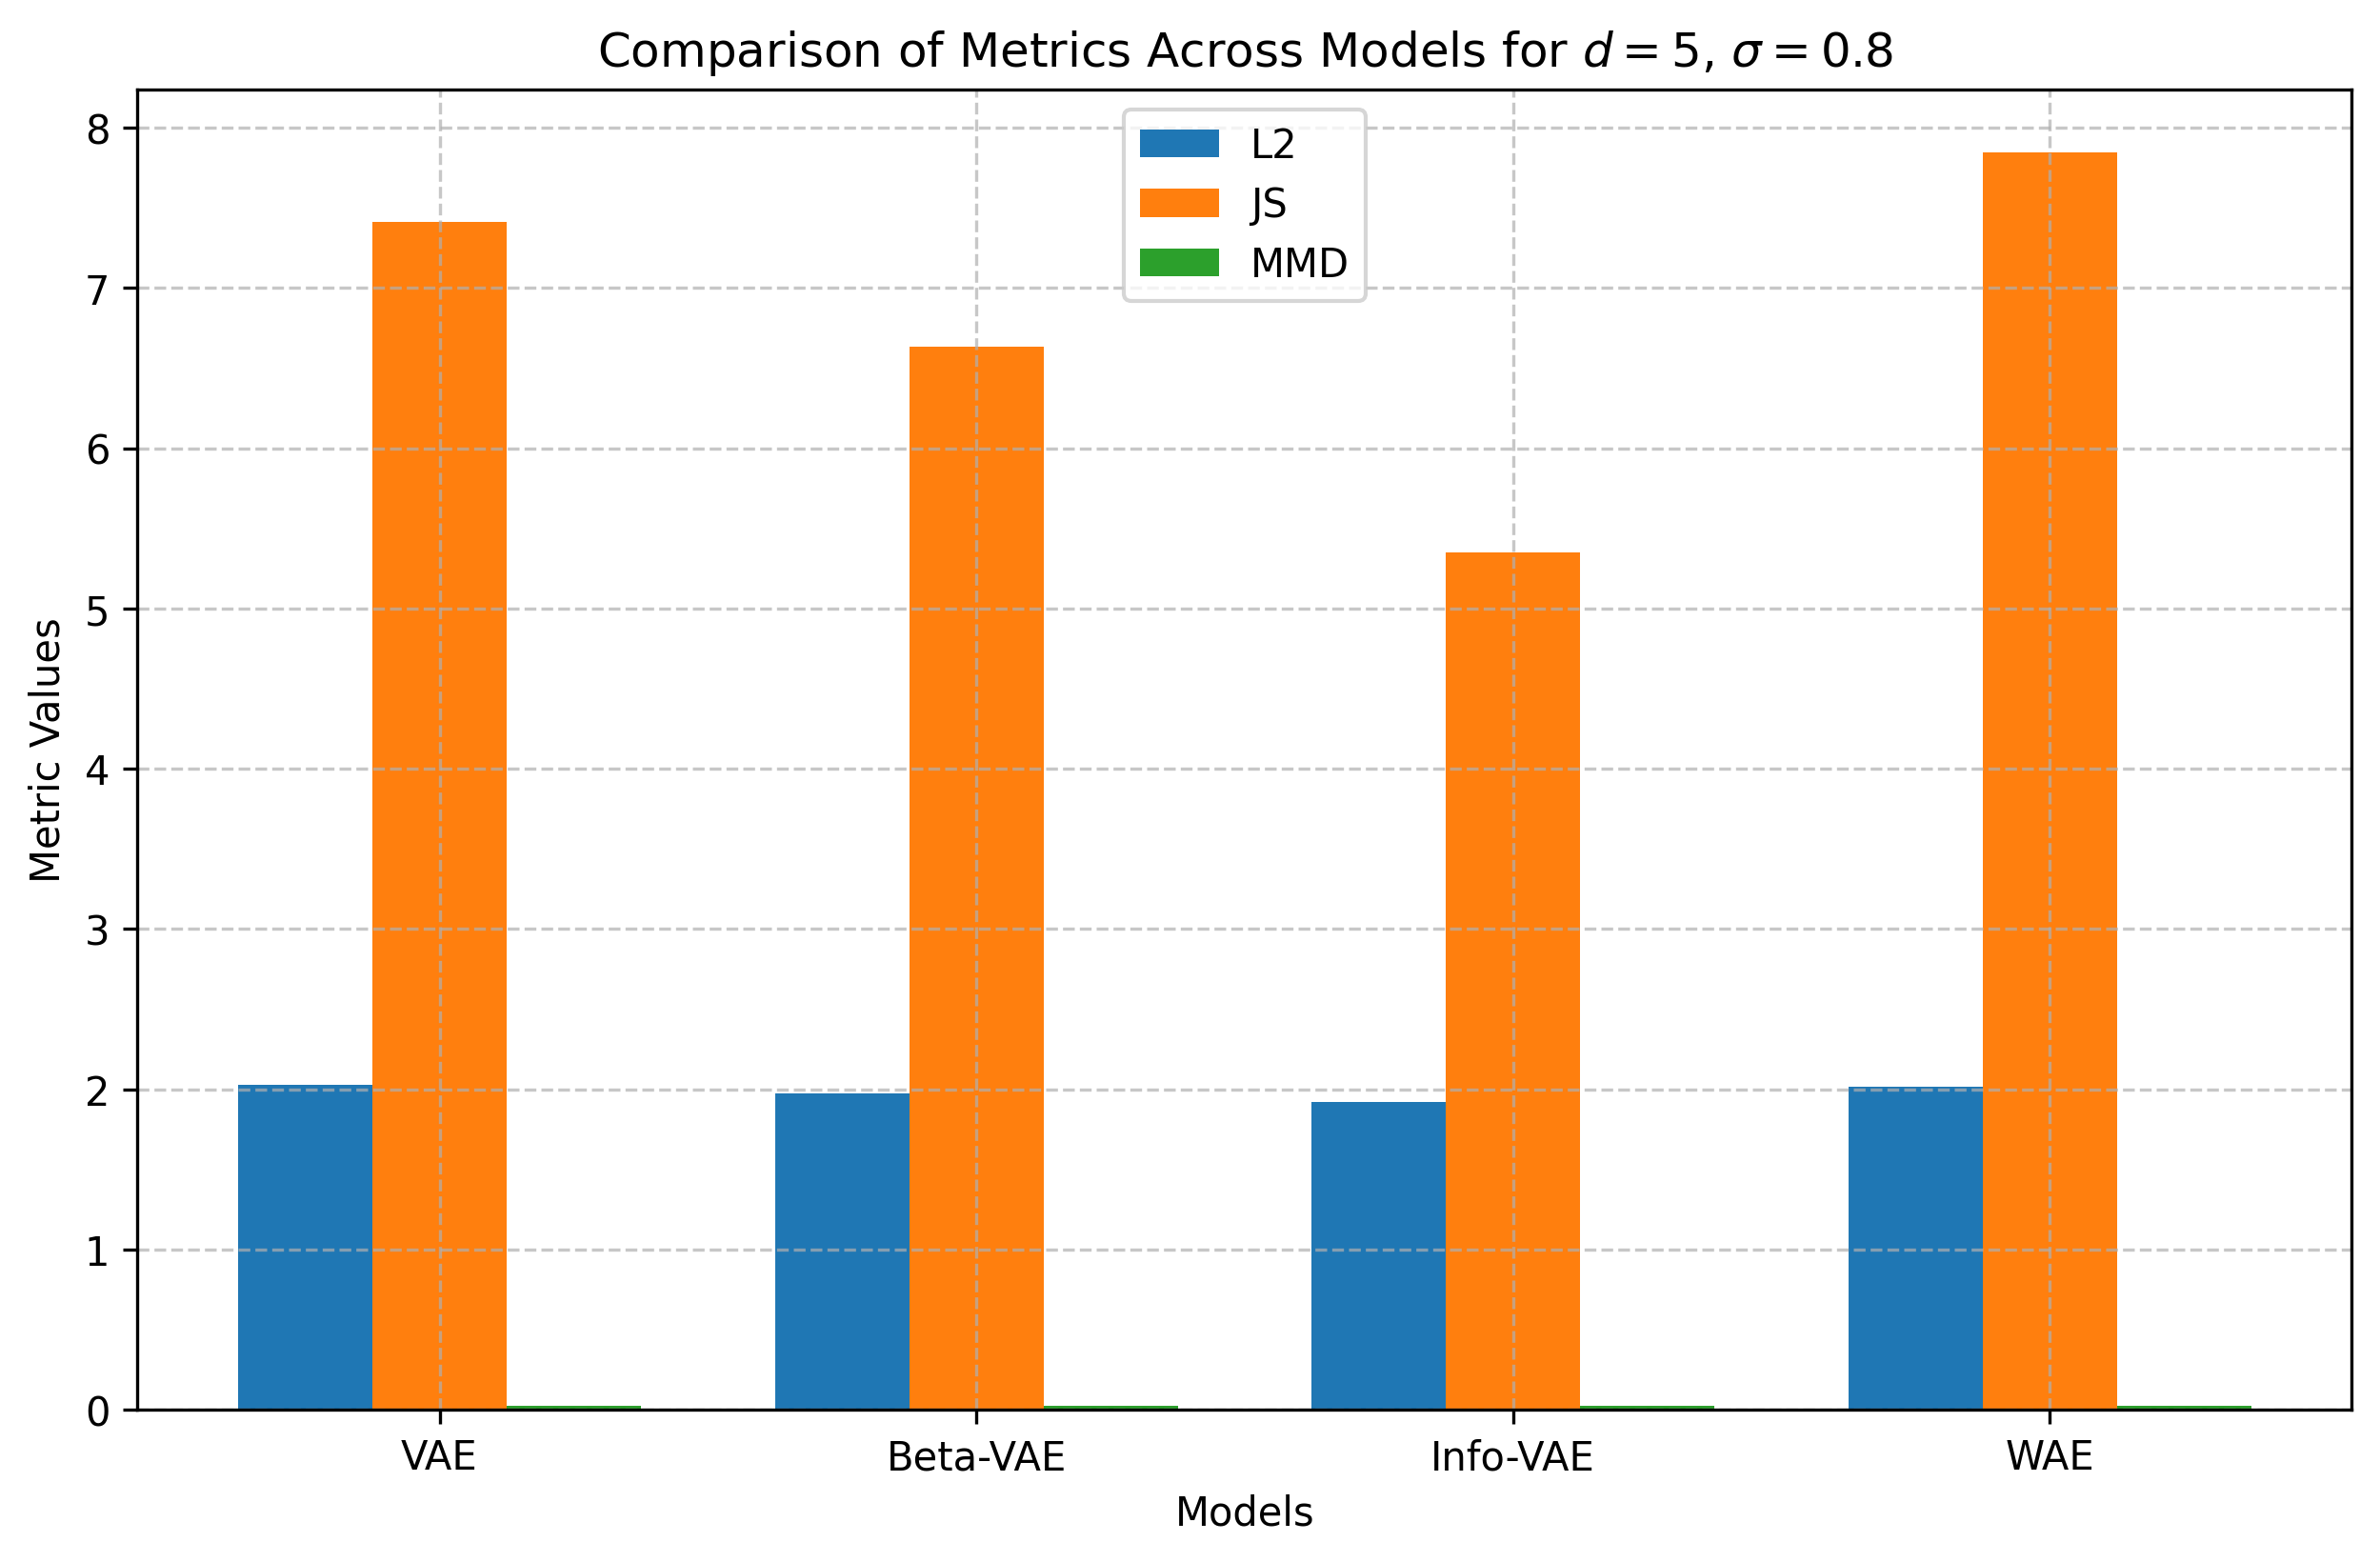 Comparison of Metrics Across Models for d = 5, σ = 0.8
L2
JS
MMD
8
7
6
5
4
3
2
1
0
Metric Values
VAE
Beta-VAE
Info-VAE
WAE
Models